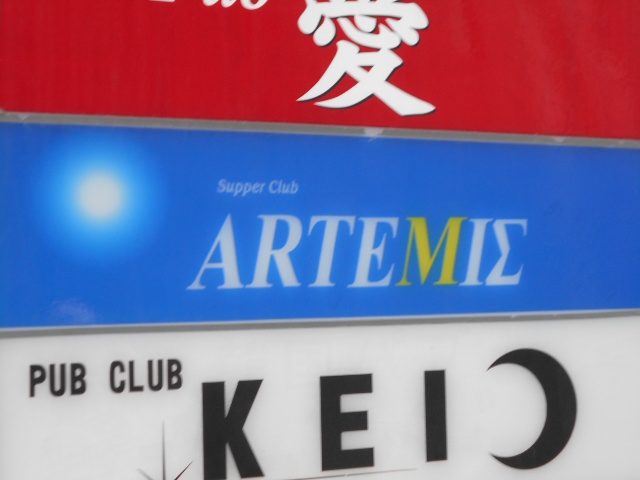 愛
Supper Club
ARTEMIΣ
PUB CLUB
KEI